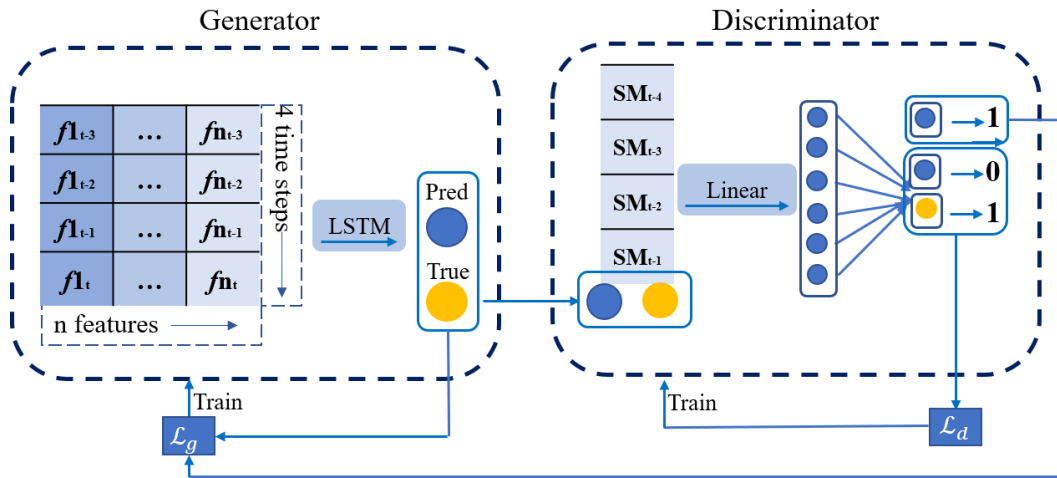 Generator
Discriminator
f1t-3 ... fnt-3
f1t-2 ... fnt-2
f1t-1 ... fnt-1
f1t ... fnt
4 time steps
n features
LSTM
Pred
True
SMt-4
SMt-3
SMt-2
SMt-1
Linear
1
0
1
Train
ℒg
Train
ℒd